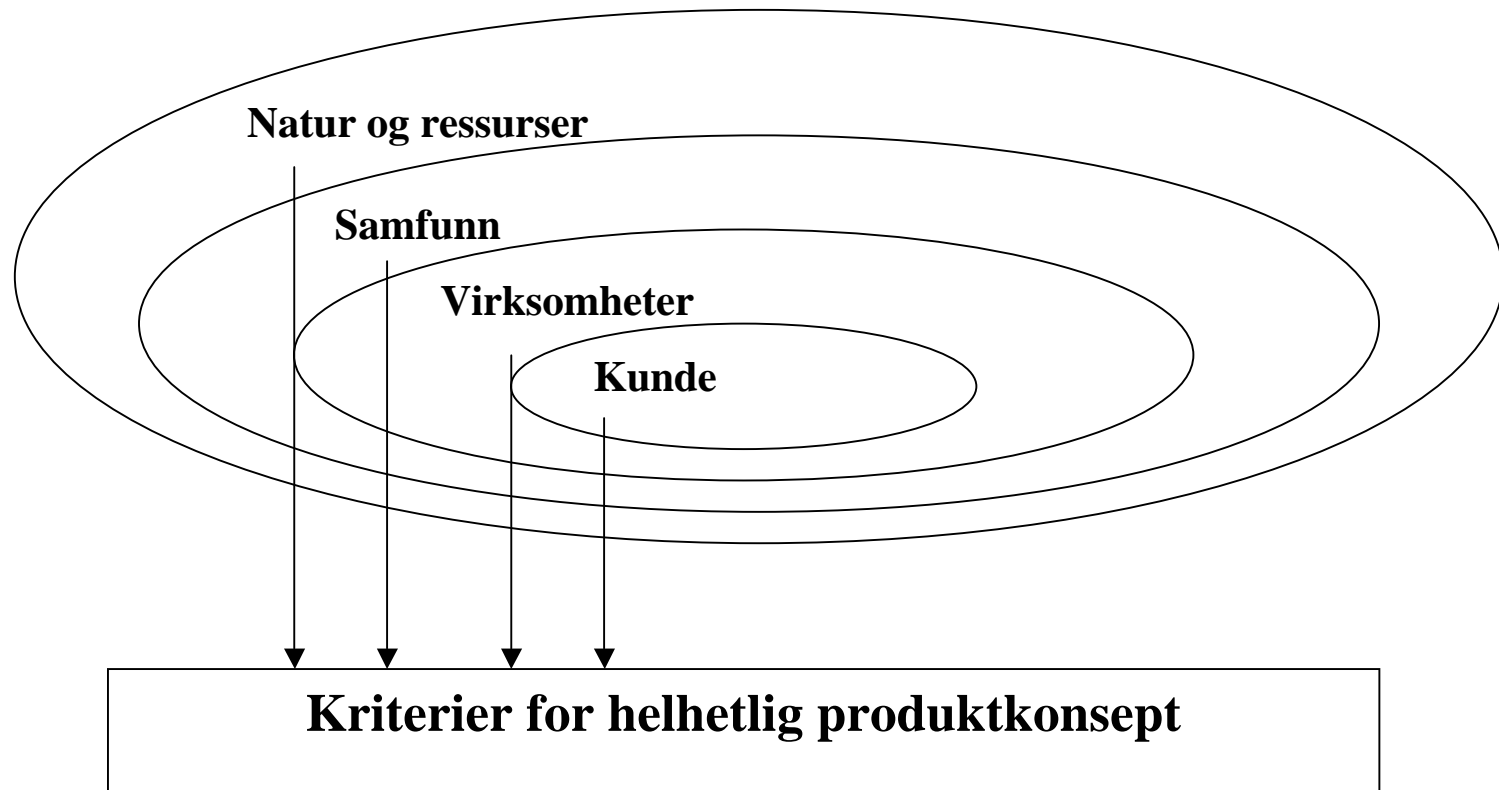 Natur og ressurser
Samfunn
Virksomheter
Kunde
Kriterier for helhetlig produktkonsept